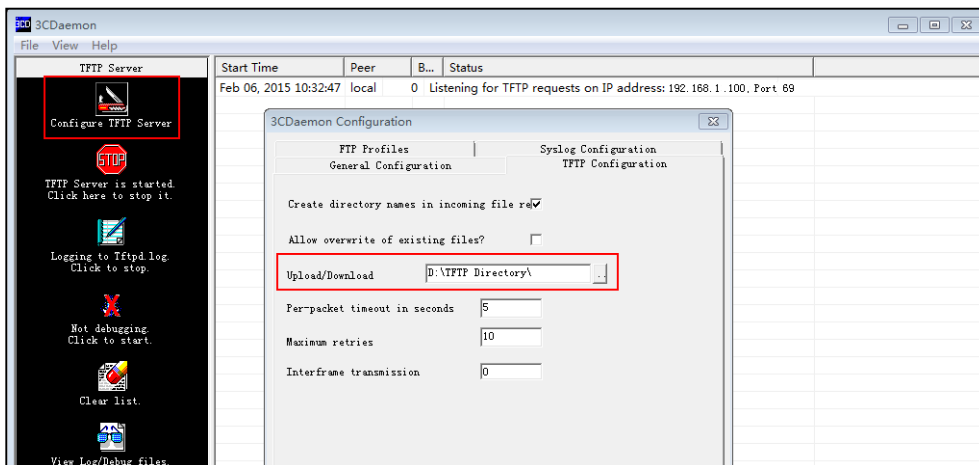 3CD 3CDaemon
File View Help
TFTP Server
Start Time Peer B... Status
Feb 06, 2015 10:32:47 local 0 Listening for TFTP requests on IP address: 192.168.1.100, Port 69
Configure TFTP Server
STOP
TFTP Server is started.
Click here to stop it.
Logging to Tftpd.log.
Click to stop.
Not debugging.
Click to start.
Clear list.
View Log/Debug files.
3CDaemon Configuration
FTP Profiles Syslog Configuration
General Configuration TFTP Configuration
Create directory names in incoming file re
Allow overwrite of existing files?
Upload/Download D:\TFTP Directory\ ..
Per-packet timeout in seconds 5
Maximum retries 10
Interframe transmission 0